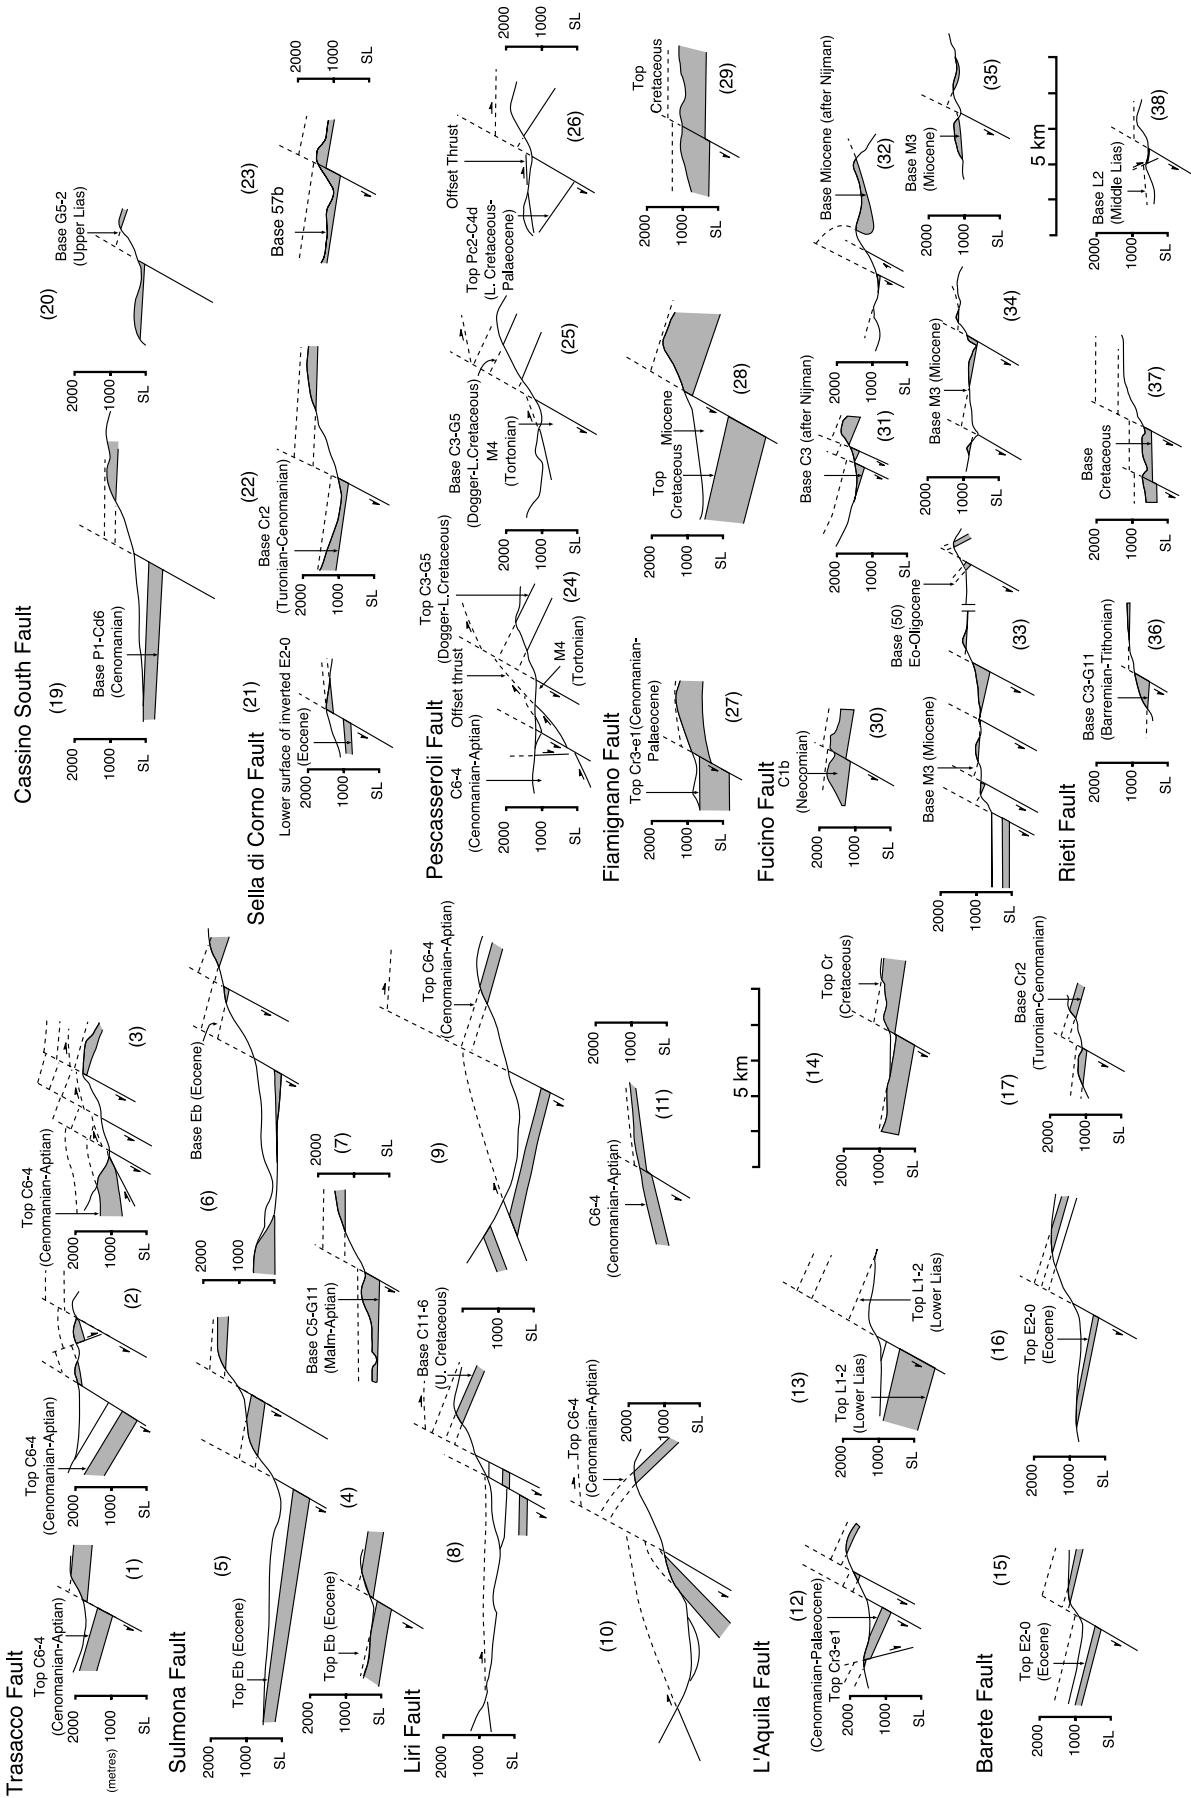 Trasacco Fault
Top C6-4
(Cenomanian-Aptian)
2000
1000
SL
(metres)
(1)
Top C6-4
(Cenomanian-Aptian)
2000
1000
SL
(2)
Top C6-4
(Cenomanian-Aptian)
2000
1000
SL
(3)
Sulmona Fault
2000
1000
SL
Top Eb (Eocene)
(5)
2000
1000
SL
Top Eb (Eocene)
(4)
2000
1000
Base Eb (Eocene)
(6)
Base C5-G11
(Malm-Aptian)
2000
SL
(7)
Liri Fault
2000
1000
SL
(8)
Base C11-6
(U. Cretaceous)
1000
SL
(9)
Top C6-4
(Cenomanian-Aptian)
(10)
Top C6-4
(Cenomanian-Aptian)
2000
1000
SL
C6-4
(Cenomanian-Aptian)
(11)
2000
1000
SL
5 km
L'Aquila Fault
(Cenomanian-Palaeocene)
Top Cr3-e1
2000
1000
SL
(12)
(13)
Top L1-2
(Lower Lias)
Top L1-2
(Lower Lias)
2000
1000
SL
(14)
Top Cr
(Cretaceous)
2000
1000
SL
Barete Fault
Top E2-0
(Eocene)
2000
1000
SL
(15)
Top E2-0
(Eocene)
2000
1000
SL
(16)
(17)
Base Cr2
(Turonian-Cenomanian)
2000
1000
SL
Cassino South Fault
(19)
Base P1-Cd6
(Cenomanian)
2000
1000
SL
(20)
Base G5-2
(Upper Lias)
2000
1000
SL
Sella di Corno Fault
(21)
Lower surface of inverted E2-0
(Eocene)
2000
1000
SL
(22)
Base Cr2
(Turonian-Cenomanian)
2000
1000
SL
(23)
Base 57b
2000
1000
SL
Pescasseroli Fault
C6-4
(Cenomanian-Aptian)
Offset thrust
Top C3-G5
(Dogger-L.Cretaceous)
M4
(Tortonian)
2000
1000
SL
(24)
Base C3-G5
(Dogger-L.Cretaceous)
M4
(Tortonian)
2000
1000
SL
(25)
Top Pc2-C4d
(L. Cretaceous-
Palaeocene)
Offset Thrust
2000
1000
SL
(26)
Fiamignano Fault
Top Cr3-e1(Cenomanian-
Palaeocene)
2000
1000
SL
(27)
Top
Cretaceous
Miocene
2000
1000
SL
(28)
Top
Cretaceous
2000
1000
SL
(29)
Fucino Fault
C1b
(Neocomian)
2000
1000
SL
(30)
Base C3 (after Nijman)
2000
1000
SL
(31)
Base Miocene (after Nijman)
2000
1000
SL
(32)
Base M3 (Miocene)
Base (50)
Eo-Oligocene
2000
1000
SL
(33)
Base M3 (Miocene)
2000
1000
SL
(34)
Base M3
(Miocene)
2000
1000
SL
(35)
5 km
Rieti Fault
Base C3-G11
(Barremian-Tithonian)
2000
1000
SL
(36)
Base
Cretaceous
2000
1000
SL
(37)
Base L2
(Middle Lias)
2000
1000
SL
(38)